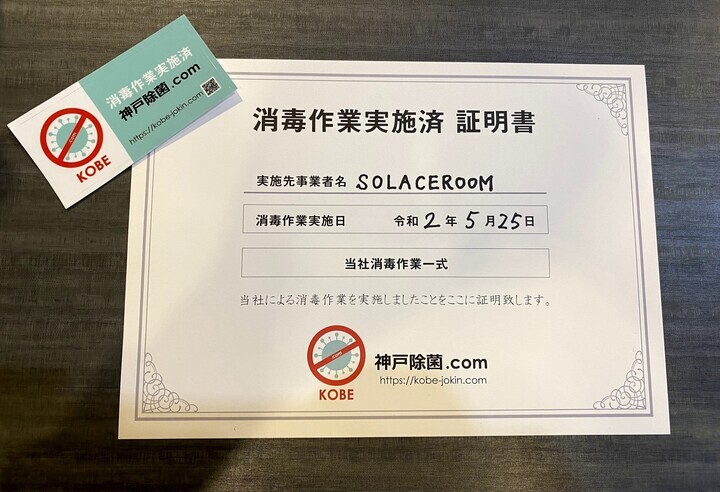 消毒作業実施済
神戸除菌.com
https://kobe-jokin.com
KOBE
消毒作業実施済 証明書
実施先事業者名 SOLACEROOM
消毒作業実施日 令和 2 年 5 月 25 日
当社消毒作業一式
当社による消毒作業を実施しましたことをここに証明致します。
神戸除菌.com
https://kobe-jokin.com
KOBE